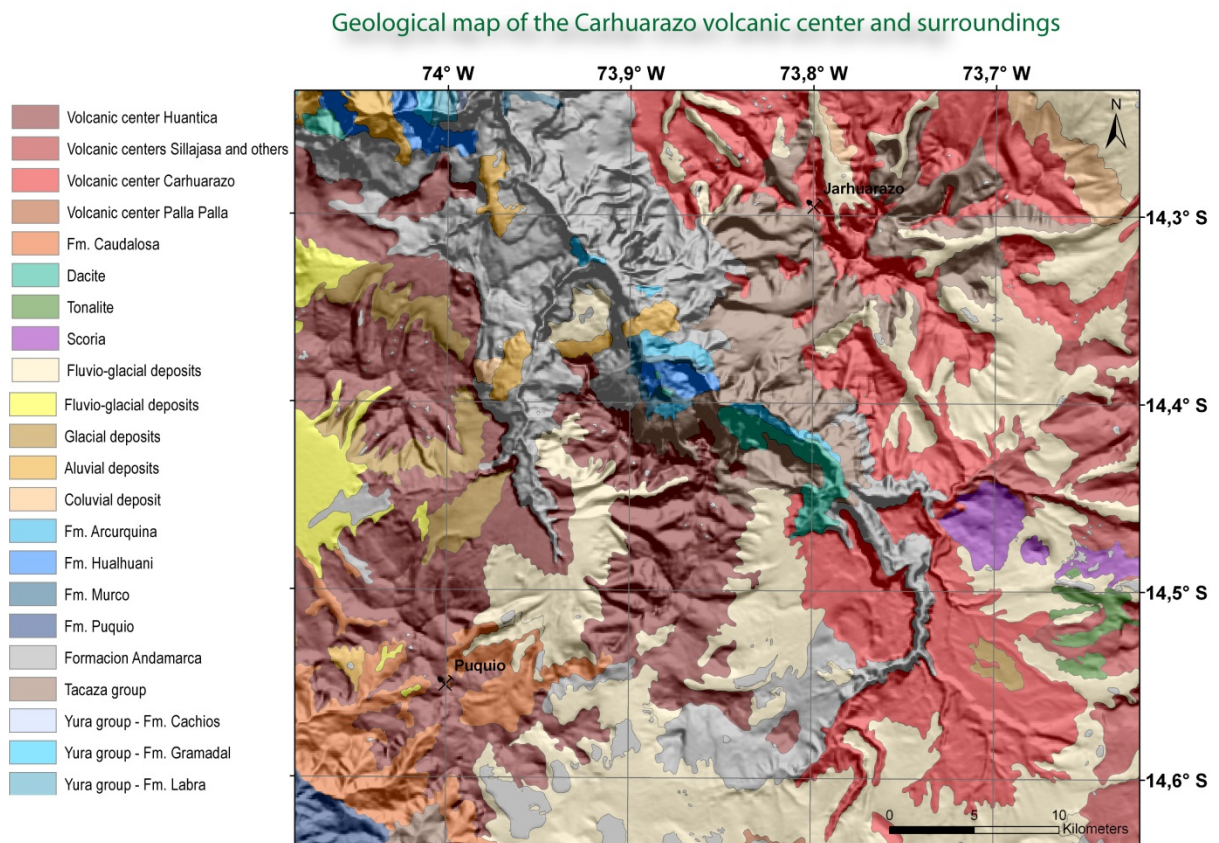 Geological map of the Carhuarazo volcanic center and surroundings
74° W
73,9° W
73,8° W
73,7° W
Volcanic center Huantica
Volcanic centers Sillajasa and others
Volcanic center Carhuarazo
Volcanic center Palla Palla
Fm. Caudalosa
Dacite
Tonalite
Scoria
Fluvio-glacial deposits
Fluvio-glacial deposits
Glacial deposits
Aluvial deposits
Coluvial deposit
Fm. Arcurquina
Fm. Hualhuani
Fm. Murco
Fm. Puquio
Formacion Andamarca
Tacaza group
Yura group - Fm. Cachios
Yura group - Fm. Gramadal
Yura group - Fm. Labra
N
Jarhuarazo
Puquio
14,3° S
14,4° S
14,5° S
14,6° S
0 5 10
Kilometers